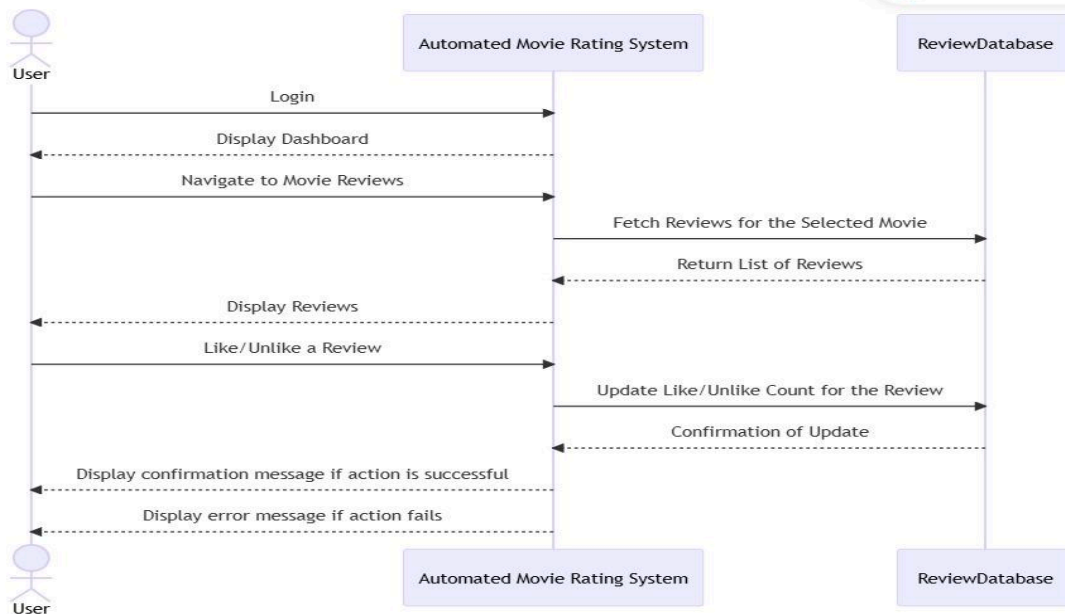 Automated Movie Rating System
ReviewDatabase
User
Login
Display Dashboard
Navigate to Movie Reviews
Fetch Reviews for the Selected Movie
Return List of Reviews
Display Reviews
Like/Unlike a Review
Update Like/Unlike Count for the Review
Confirmation of Update
Display confirmation message if action is successful
Display error message if action fails
Automated Movie Rating System
ReviewDatabase
User